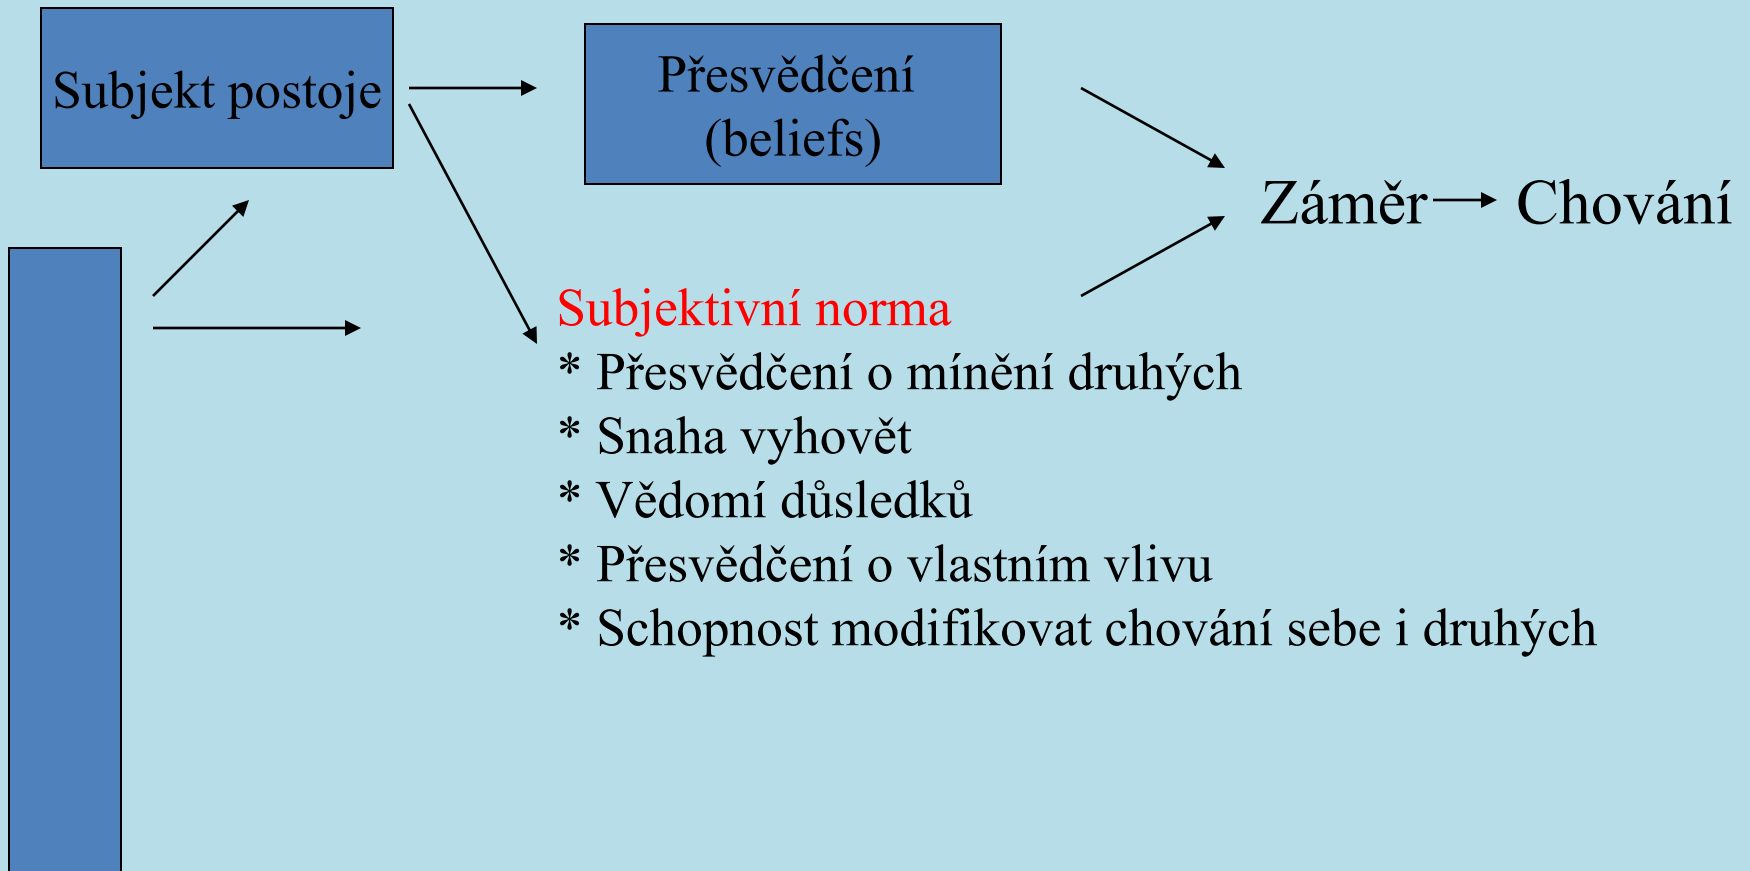 Subjekt postoje
Přesvědčení
(beliefs)
Záměr
Chování
Subjektivní norma
* Přesvědčení o mínění druhých
* Snaha vyhovět
* Vědomí důsledků
* Přesvědčení o vlastním vlivu
* Schopnost modifikovat chování sebe i druhých